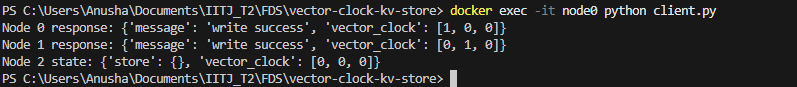 PS C:\Users\Anusha\Documents\IITJ_T2\FDS\vector-clock-kv-store> docker exec -it node0 python client.py
Node 0 response: {'message': 'write success', 'vector_clock': [1, 0, 0]}
Node 1 response: {'message': 'write success', 'vector_clock': [0, 1, 0]}
Node 2 state: {'store': {}, 'vector_clock': [0, 0, 0]}
PS C:\Users\Anusha\Documents\IITJ_T2\FDS\vector-clock-kv-store>